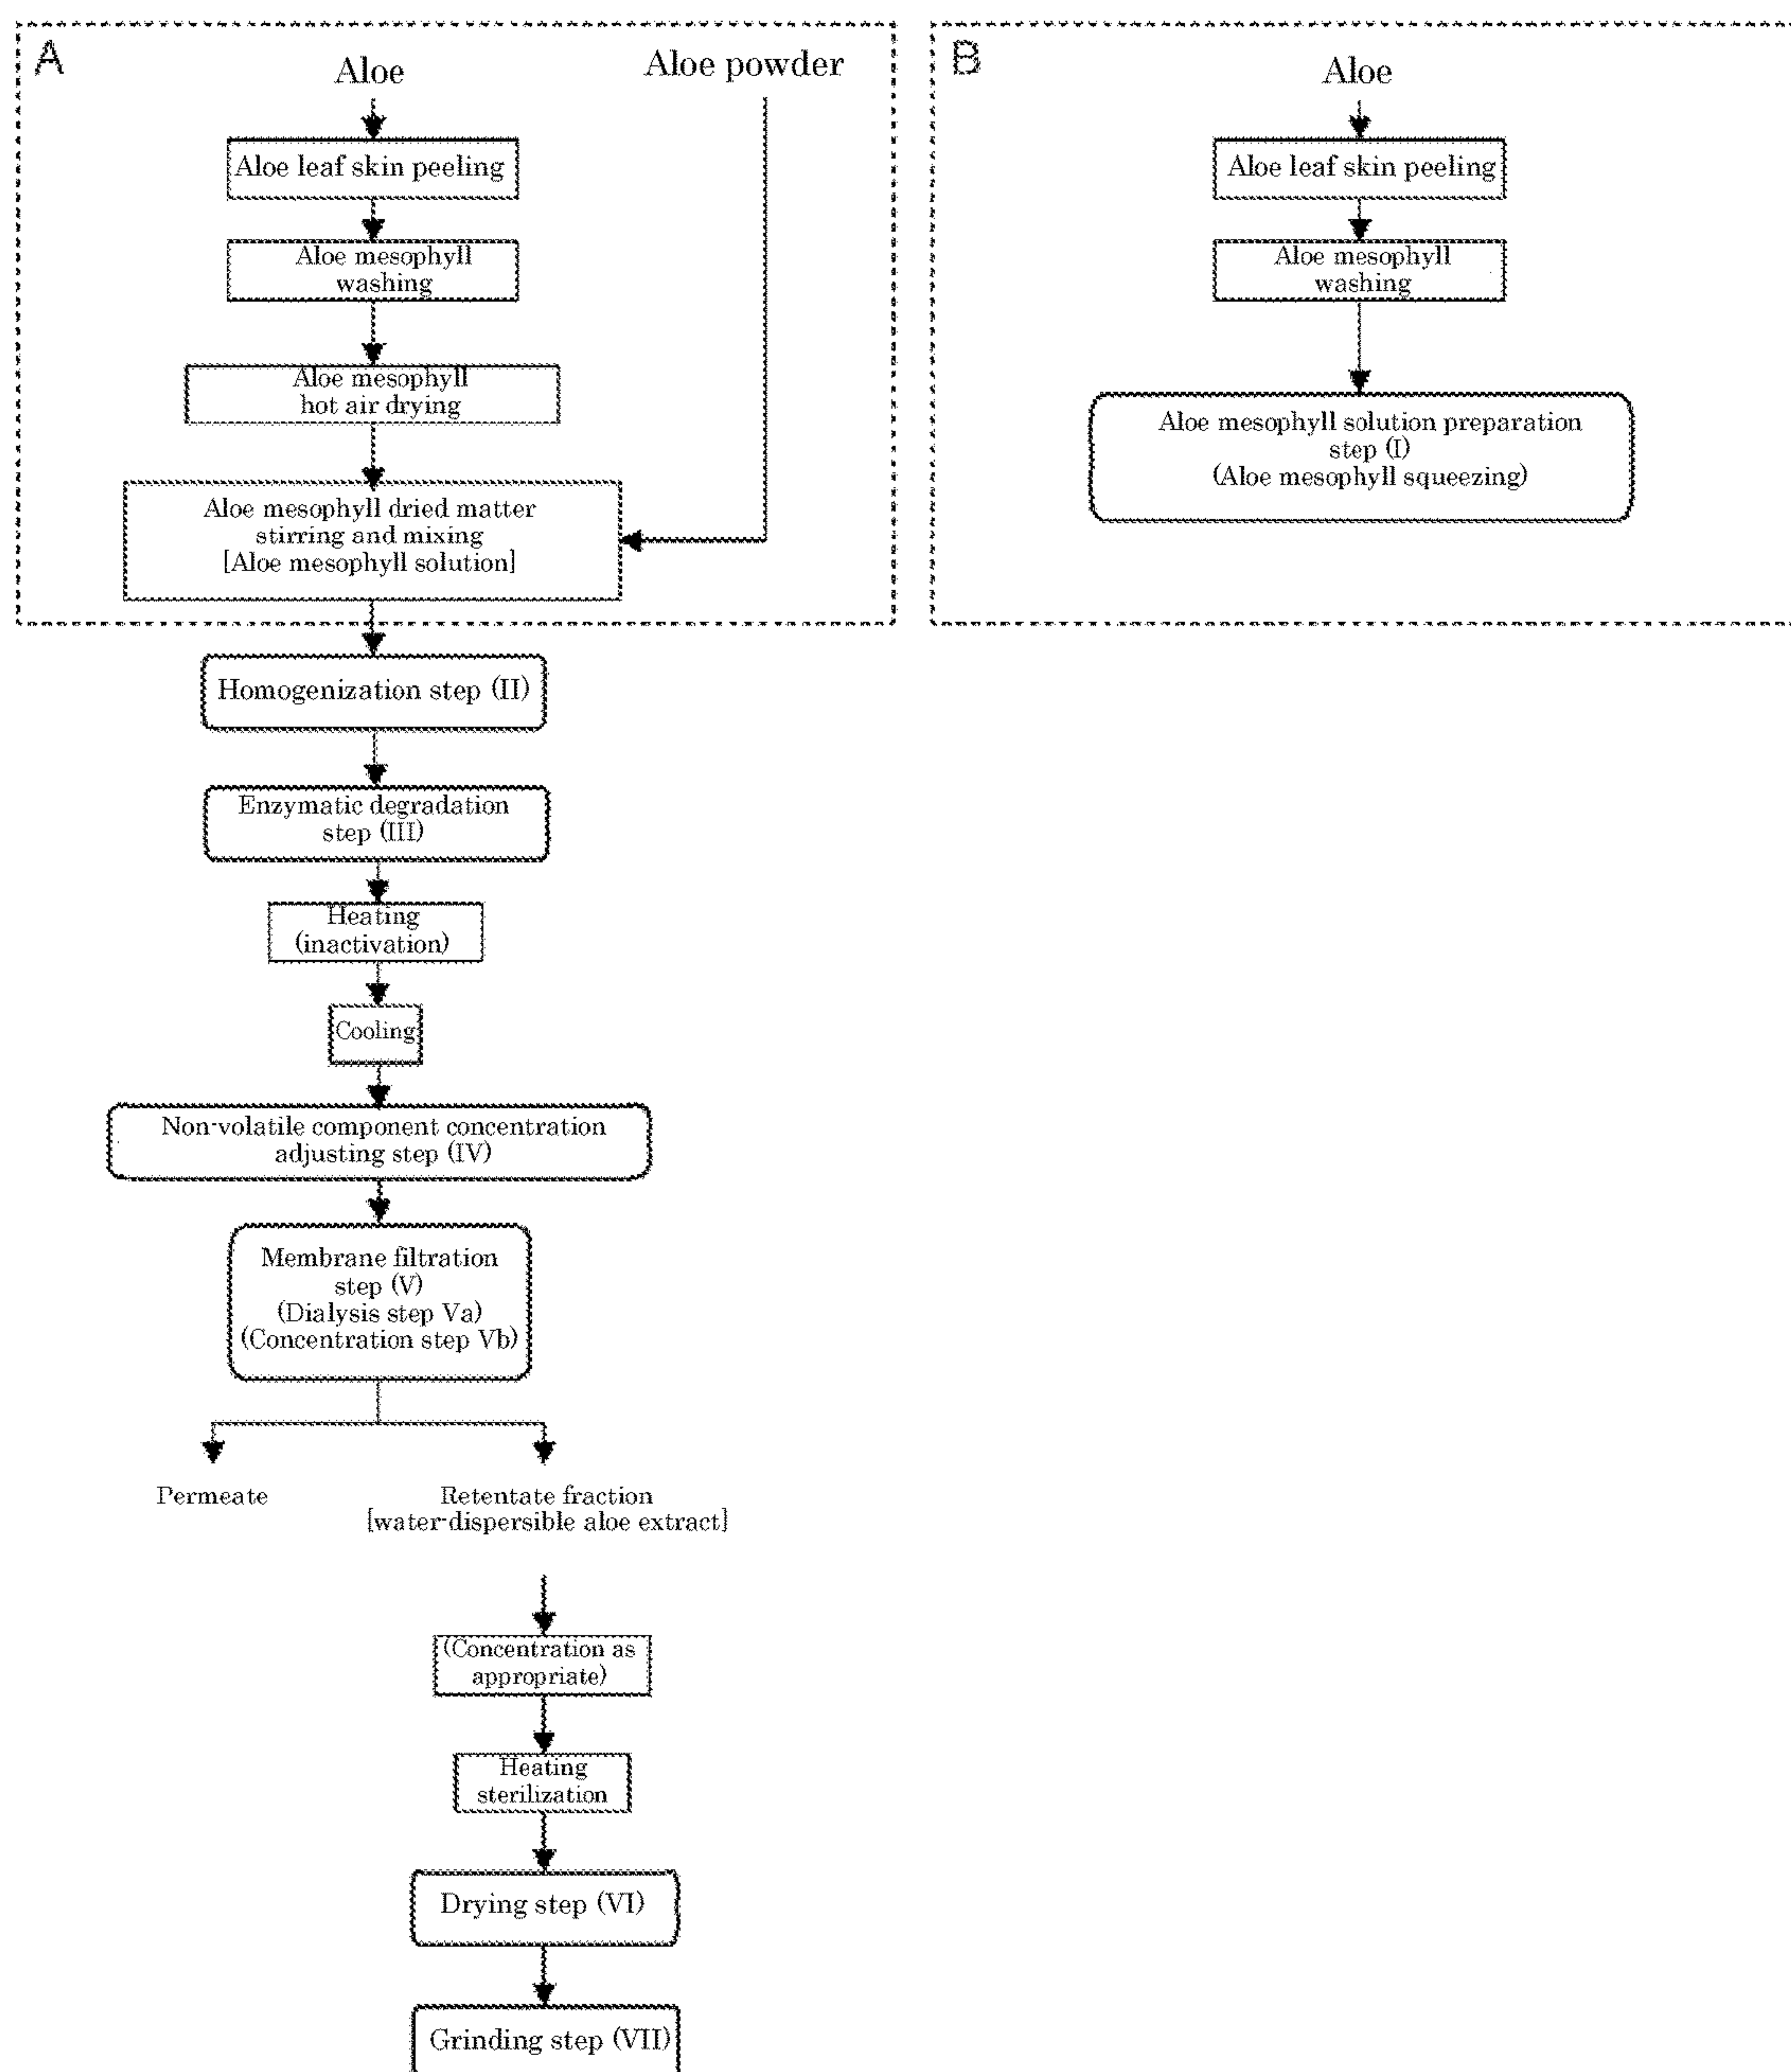 A
Aloe
Aloe powder
Aloe leaf skin peeling
Aloe mesophyll
washing
Aloe mesophyll
hot air drying
Aloe mesophyll dried matter
stirring and mixing
[Aloe mesophyll solution]
B
Aloe
Aloe leaf skin peeling
Aloe mesophyll
washing
Aloe mesophyll solution preparation
step (I)
(Aloe mesophyll squeezing)
Homogenization step (II)
Enzymatic degradation
step (III)
Heating
(inactivation)
Cooling
Non-volatile component concentration
adjusting step (IV)
Membrane filtration
step (V)
(Dialysis step Va)
(Concentration step Vb)
Permeate
Retentate fraction
[water-dispersible aloe extract]
(Concentration as
appropriate)
Heating
sterilization
Drying step (VI)
Grinding step (VII)